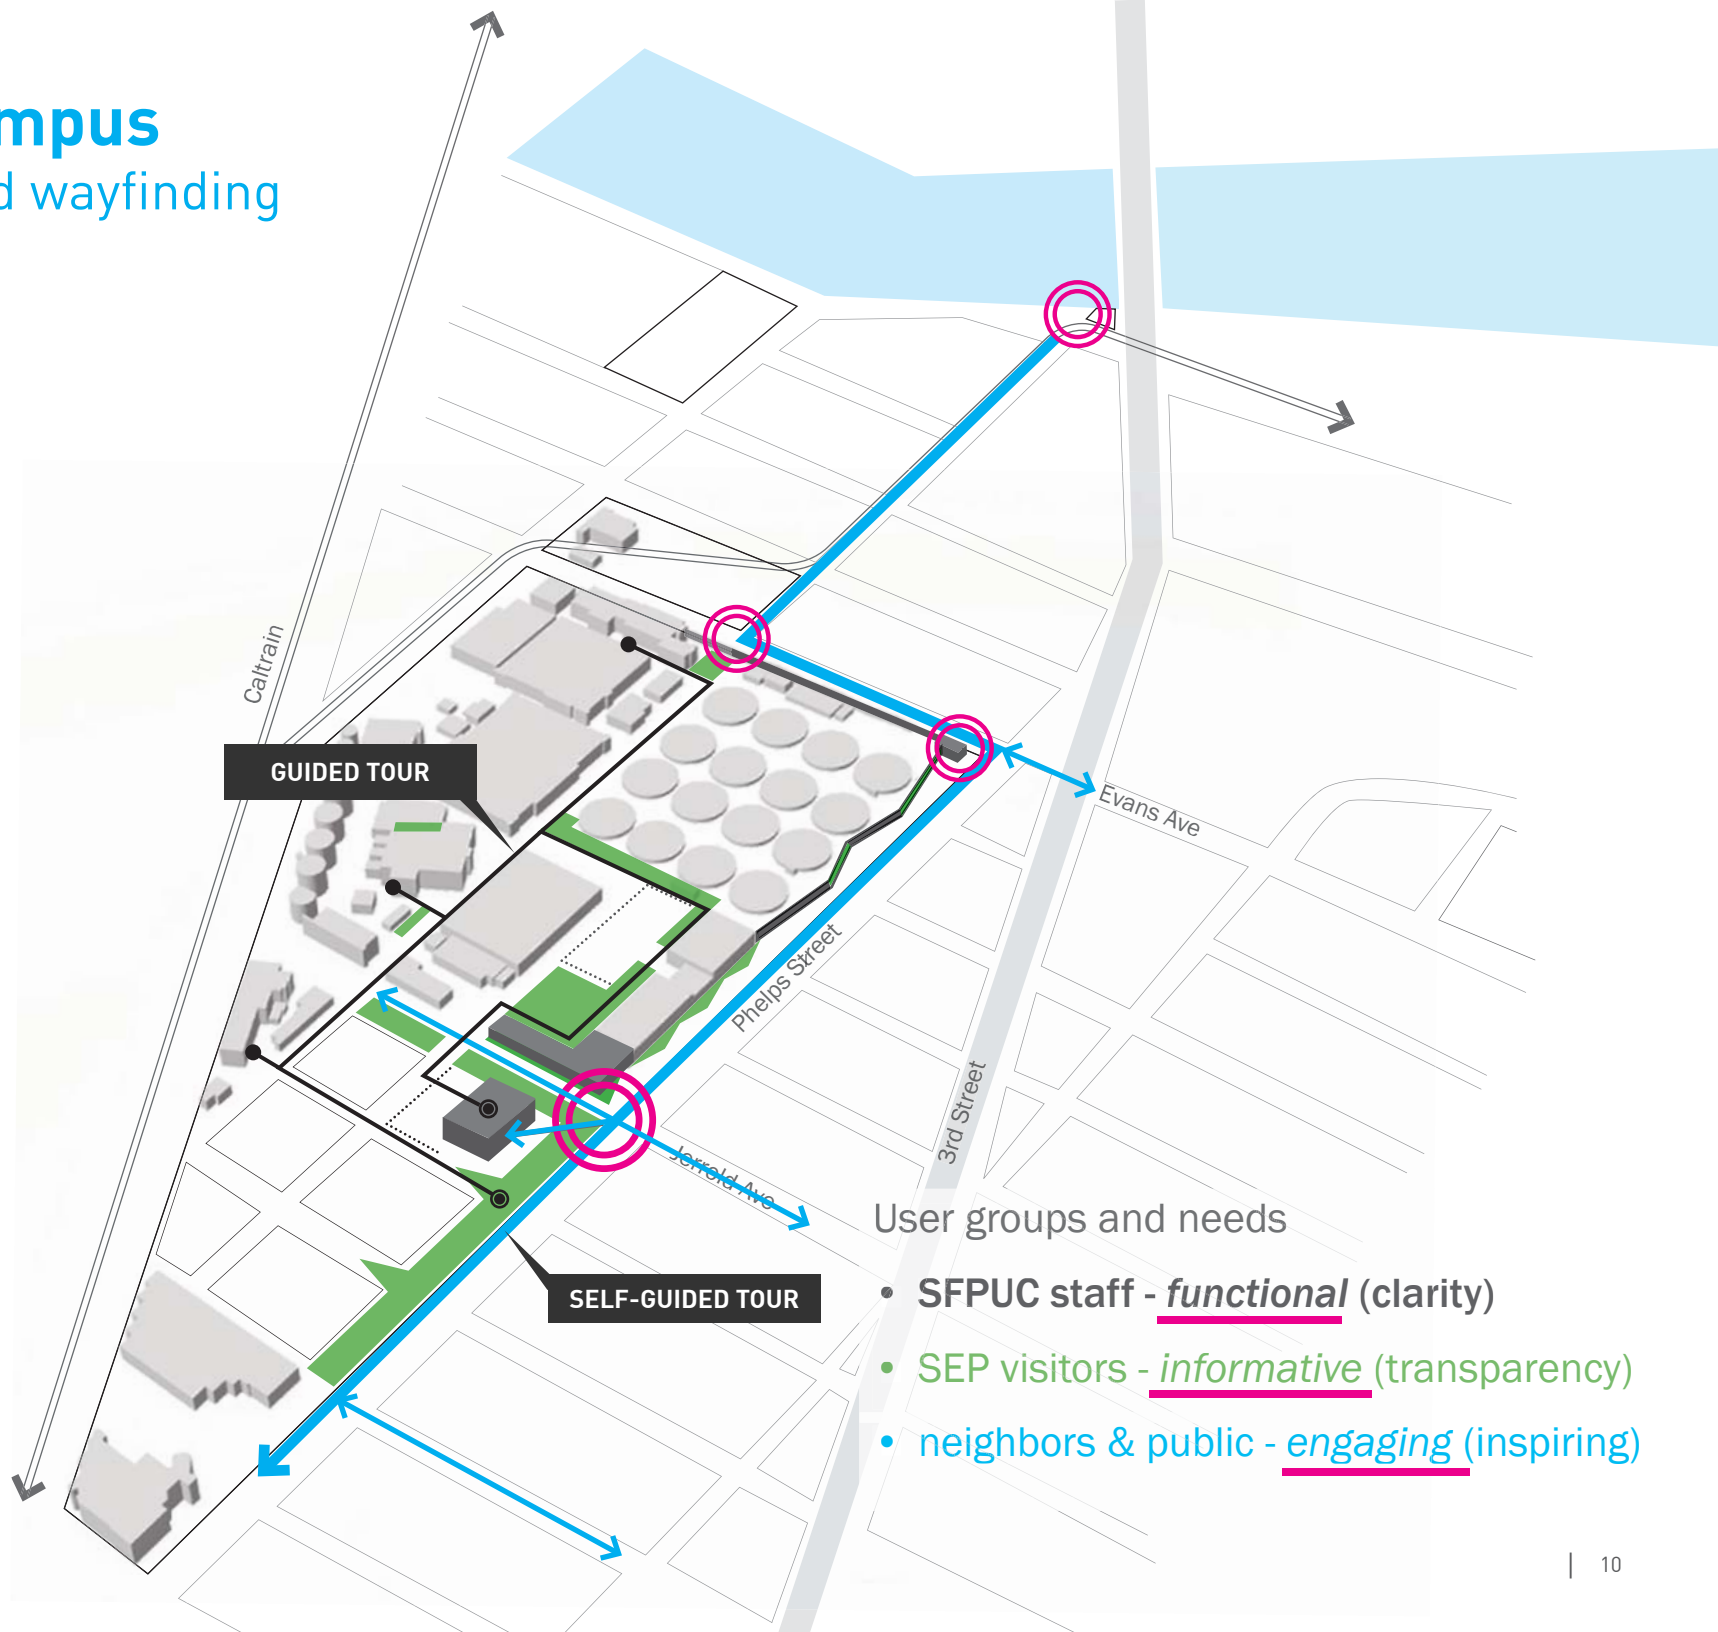 mpus
d wayfinding
Caltrain
GUIDED TOUR
Evans Ave
Phelps Street
3rd Street
Jerrold Ave
SELF-GUIDED TOUR
User groups and needs
• SFPUC staff - functional (clarity)
• SEP visitors - informative (transparency)
• neighbors & public - engaging (inspiring)
| 10